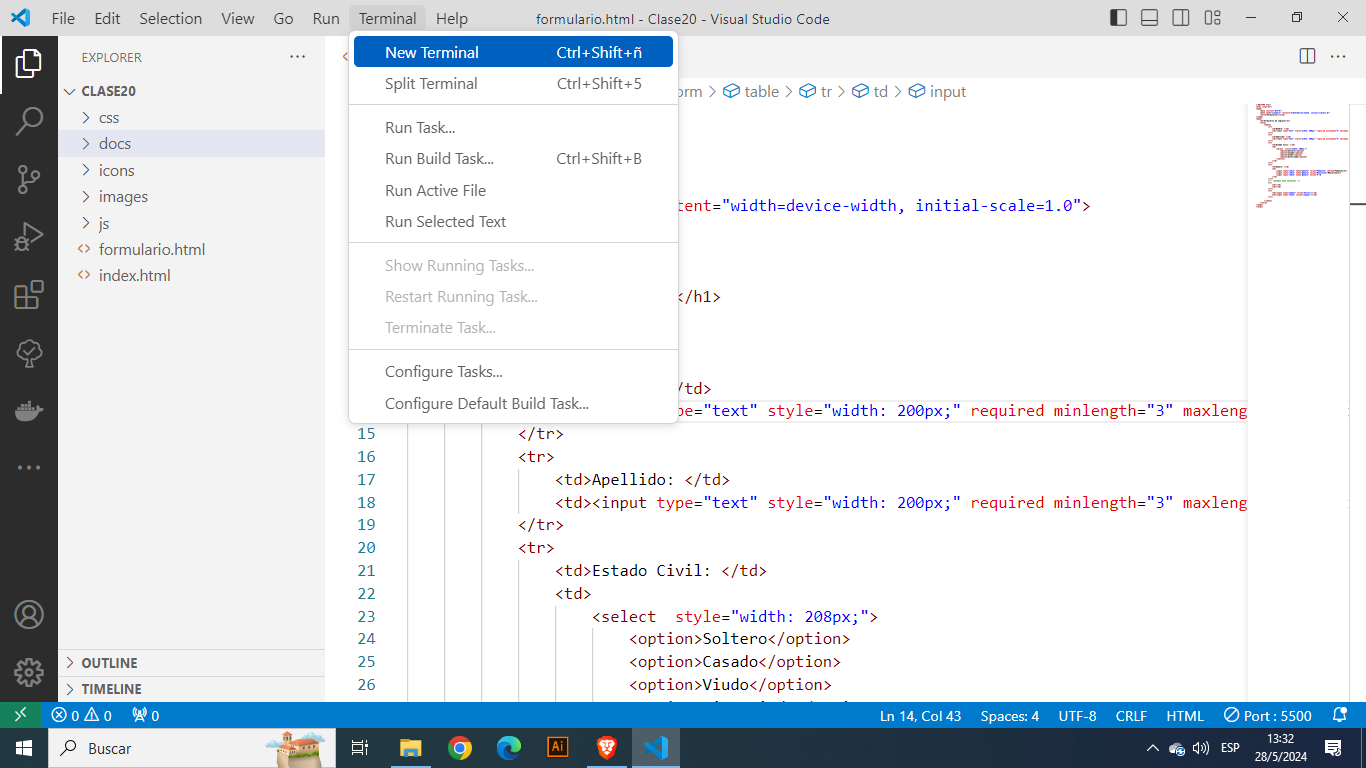 File Edit Selection View Go Run Terminal Help formulario.html - Clase20 - Visual Studio Code
EXPLORER
CLASE20
css
docs
icons
images
js
formulario.html
index.html
OUTLINE
TIMELINE
New Terminal Ctrl+Shift+ñ
Split Terminal Ctrl+Shift+5
Run Task...
Run Build Task... Ctrl+Shift+B
Run Active File
Run Selected Text
Show Running Tasks...
Restart Running Task...
Terminate Task...
Configure Tasks...
Configure Default Build Task...
orm > table > tr > td > input
tent="width=device-width, initial-scale=1.0">
</h1>
/td>
pe="text" style="width: 200px;" required minlength="3" maxleng
15 </tr>
16 <tr>
17 <td>Apellido: </td>
18 <td><input type="text" style="width: 200px;" required minlength="3" maxleng
19 </tr>
20 <tr>
21 <td>Estado Civil: </td>
22 <td>
23 <select  style="width: 208px;">
24 <option>Soltero</option>
25 <option>Casado</option>
26 <option>Viudo</option>
0 0 0 Ln 14, Col 43 Spaces: 4 UTF-8 CRLF HTML Port : 5500
Buscar Ai ESP 13:32
28/5/2024